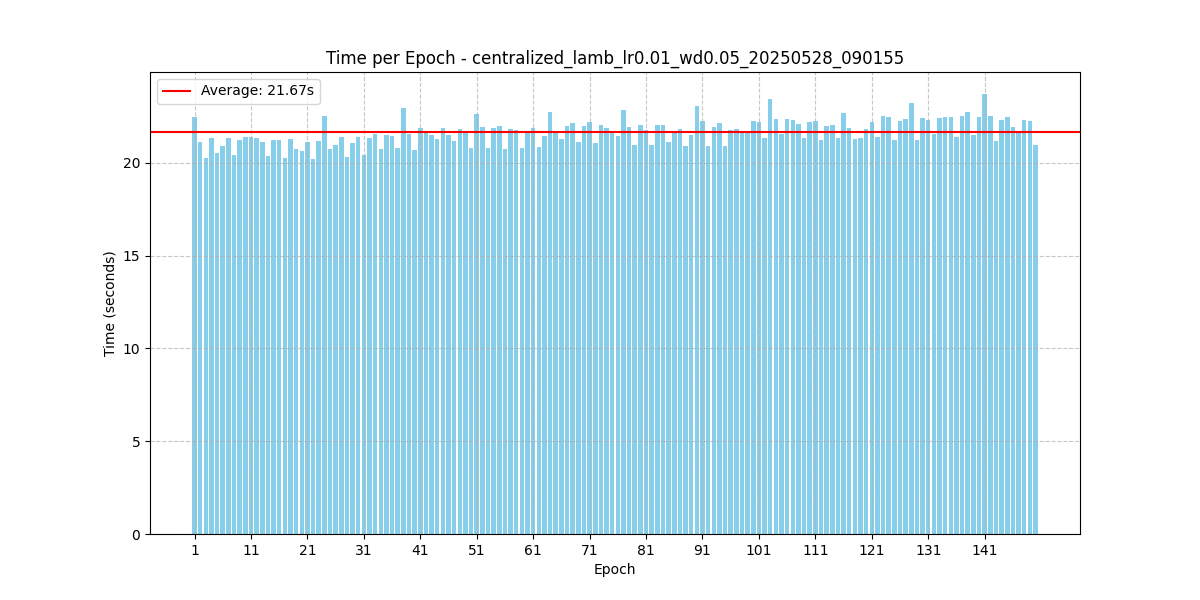 Time per Epoch - centralized_lamb_lr0.01_wd0.05_20250528_090155
Average: 21.67s
20
15
10
5
0
Time (seconds)
1 11 21 31 41 51 61 71 81 91 101 111 121 131 141
Epoch